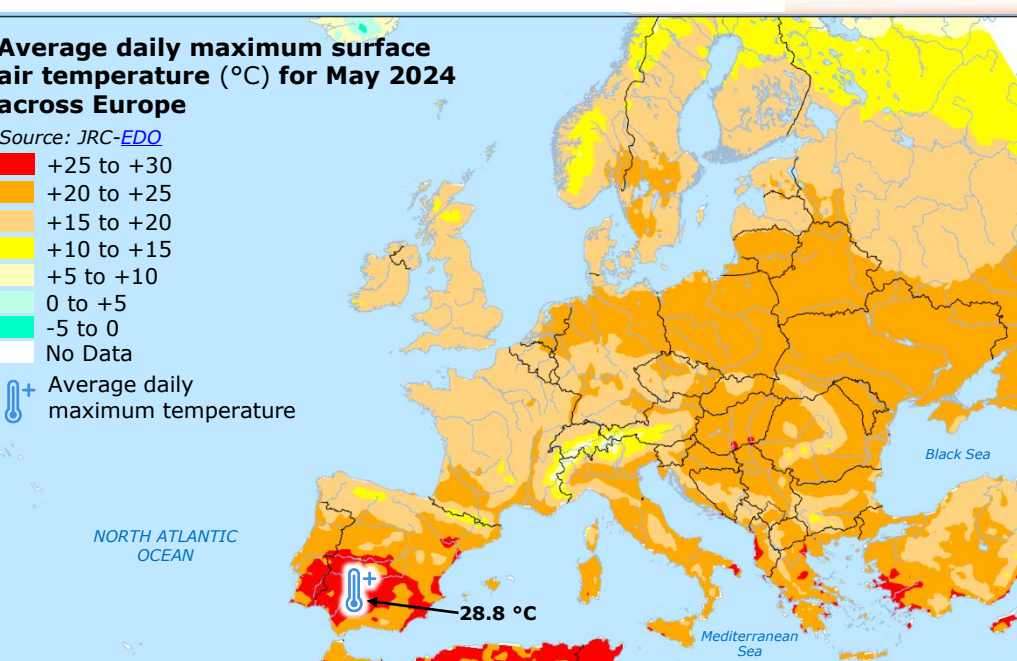 Average daily maximum surface
air temperature (°C) for May 2024
across Europe
Source: JRC-EDO
+25 to +30
+20 to +25
+15 to +20
+10 to +15
+5 to +10
0 to +5
-5 to 0
No Data
+
Average daily
maximum temperature
Black Sea
NORTH ATLANTIC
OCEAN
+
28.8 °C
Mediterranean
Sea